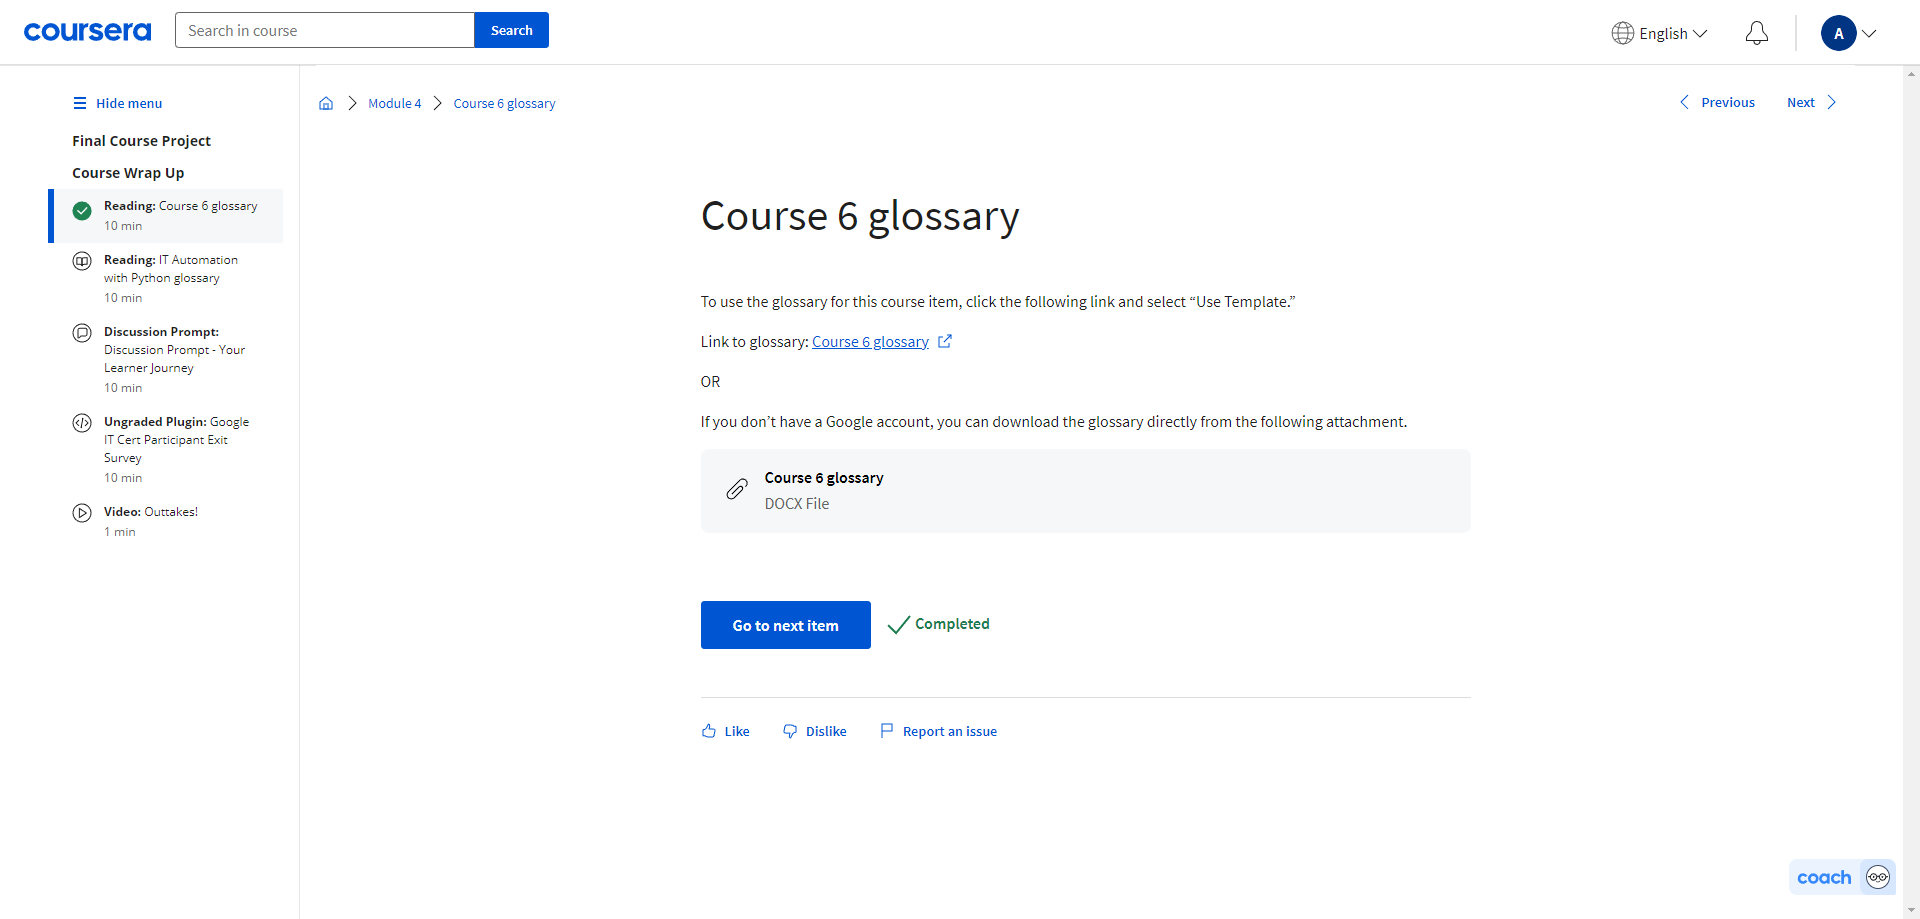 coursera
Search in course
Search
English
A
Hide menu
Final Course Project
Course Wrap Up
Reading: Course 6 glossary
10 min
Reading: IT Automation
with Python glossary
10 min
Discussion Prompt:
Discussion Prompt - Your
Learner Journey
10 min
Ungraded Plugin: Google
IT Cert Participant Exit
Survey
10 min
Video: Outtakes!
1 min
Module 4
Course 6 glossary
Previous
Next
Course 6 glossary
To use the glossary for this course item, click the following link and select “Use Template.”
Link to glossary: Course 6 glossary
OR
If you don’t have a Google account, you can download the glossary directly from the following attachment.
Course 6 glossary
DOCX File
Go to next item
Completed
Like
Dislike
Report an issue
coach